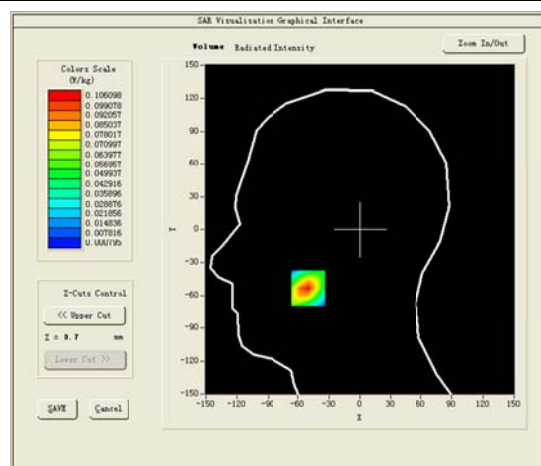 SAR Visualisation Graphical Interface
Volume Radiated Intensity
Zoom In/Out
Colors Scale
(W/kg)
0.106098
0.099078
0.092057
0.085037
0.078017
0.070997
0.063977
0.056957
0.049937
0.042916
0.035896
0.028876
0.021856
0.014836
0.007816
0.000795
Z-Cuts Control
<< Upper Cut
Z = 9.7 mm
Lower Cut >>
SAVE Cancel
150
120
90
60
30
Y 0
-30
-60
-90
-120
-150
-150 -120 -90 -60 -30 0 30 60 90 120 150
X